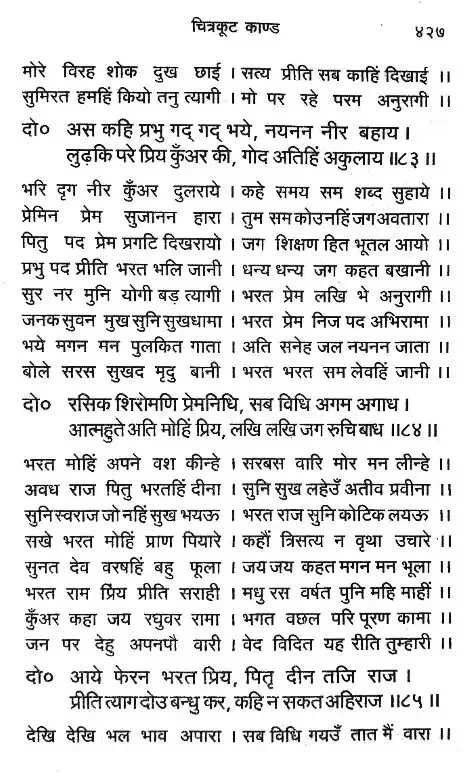 चित्रकूट काण्ड ४२७
मोरे विरह शोक दुख छाई । सत्य प्रीति सब काहिं दिखाई ।।
सुमिरत हमहिं कियो तनु त्यागी । मो पर रहे परम अनुरागी ।।
दो० अस कहि प्रभु गद् गद् भये, नयनन नीर बहाय ।
लुढ़कि परे प्रिय कुँअर की, गोद अतिहिं अकुलाय ।।८३।।
भरि दृग नीर कुँअर दुलराये । कहे समय सम शब्द सुहाये ।।
प्रेमिन प्रेम सुजानन हारा । तुम सम कोउ नहिं जग अवतारा ।।
पितु पद प्रेम प्रगटि दिखरायो । जग शिक्षण हित भूतल आयो ।।
प्रभु पद प्रीति भरत भलि जानी । धन्य धन्य जग कहत बखानी ।।
सुर नर मुनि योगी बड़ त्यागी । भरत प्रेम लखि भे अनुरागी ।।
जनक सुवन मुख सुनि सुखधामा । भरत प्रेम निज पद अभिरामा ।।
भये मगन मन पुलकित गाता । अति सनेह जल नयनन जाता ।।
बोले सरस सुखद मृदु बानी । भरत भरत सम लेवहिं जानी ।।
दो० रसिक शिरोमणि प्रेमनिधि, सब विधि अगम अगाध ।
आत्महुते अति मोहिं प्रिय, लखि लखि जग रुचि बाध ।।८४।।
भरत मोहिं अपने वश कीन्हे । सरबस वारि मोर मन लीन्हे ।।
अवध राज पितु भरतहिं दीना । सुनि सुख लहेउँ अतीव प्रवीना ।।
सुनि स्वराज जो नहिं सुख भयऊ । भरत राज सुनि कोटिक लयऊ ।।
सखे भरत मोहिं प्राण पियारे । कहौं त्रिसत्य न वृथा उचारे ।।
सुनत देव वरषहिं बहु फूला । जय जय कहत मगन मन भूला ।।
भरत राम प्रिय प्रीति सराही । मधु रस वर्षत पुनि महि माहीं ।।
कुँअर कहा जय रघुवर रामा । भगत वछल परि पूरण कामा ।।
जन पर देहु अपनपौ वारी । वेद विदित यह रीति तुम्हारी ।।
दो० आये फेरन भरत प्रिय, पितृ दीन तजि राज ।
प्रीति त्याग दोउ बन्धु कर, कहि न सकत अहिराज ।।८५।।
देखि देखि भल भाव अपारा । सब विधि गयउँ तात मैं वारा ।।